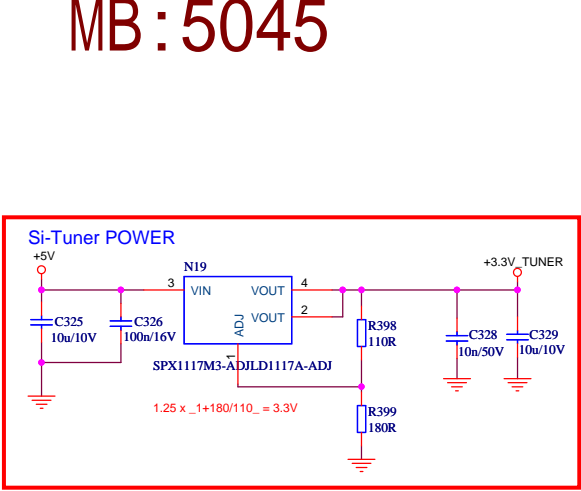 MB:5045
Si-Tuner POWER
+5V
+3.3V_TUNER
N19
3
VIN
VOUT
4
VOUT
2
ADJ
1
C325
10u/10V
C326
100n/16V
R398
110R
C328
10n/50V
C329
10u/10V
SPX1117M3-ADJLD1117A-ADJ
1.25 x _1+180/110_ = 3.3V
R399
180R